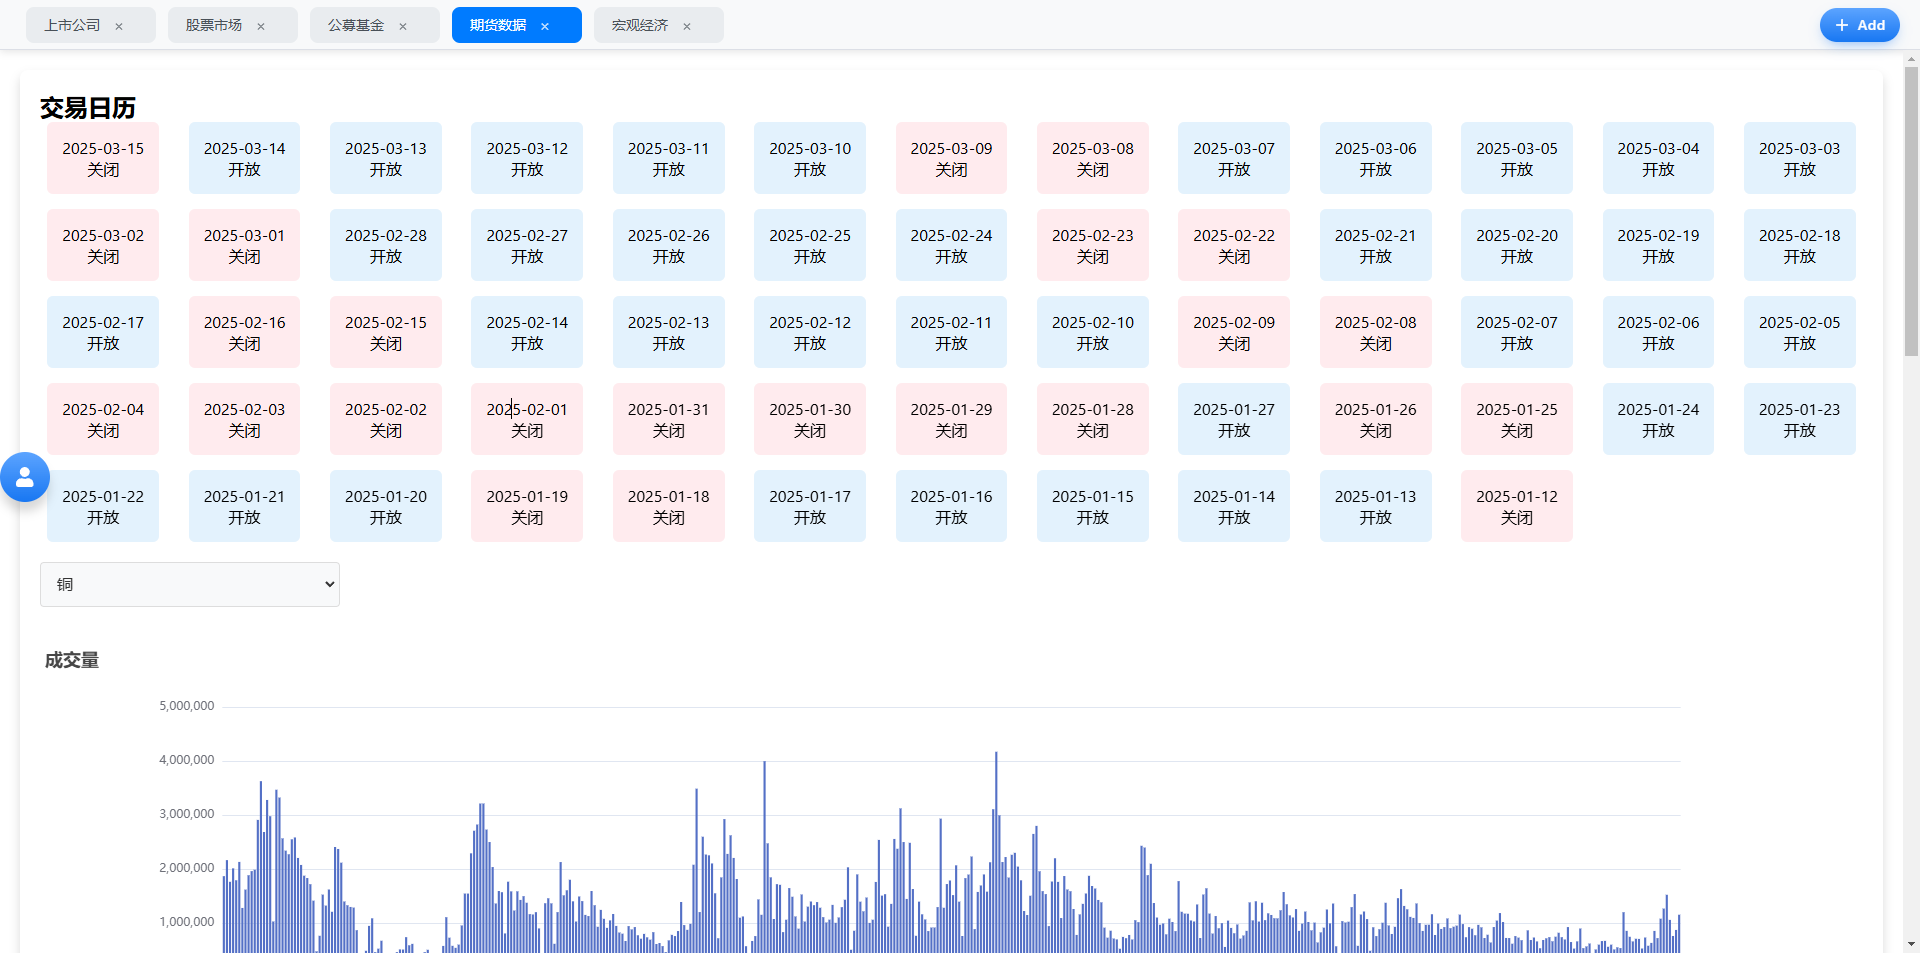 上市公司 ×
股票市场 ×
公募基金 ×
期货数据 ×
宏观经济 ×
+ Add
交易日历
2025-03-15
关闭
2025-03-14
开放
2025-03-13
开放
2025-03-12
开放
2025-03-11
开放
2025-03-10
开放
2025-03-09
关闭
2025-03-08
关闭
2025-03-07
开放
2025-03-06
开放
2025-03-05
开放
2025-03-04
开放
2025-03-03
开放
2025-03-02
关闭
2025-03-01
关闭
2025-02-28
开放
2025-02-27
开放
2025-02-26
开放
2025-02-25
开放
2025-02-24
开放
2025-02-23
关闭
2025-02-22
关闭
2025-02-21
开放
2025-02-20
开放
2025-02-19
开放
2025-02-18
开放
2025-02-17
开放
2025-02-16
关闭
2025-02-15
关闭
2025-02-14
开放
2025-02-13
开放
2025-02-12
开放
2025-02-11
开放
2025-02-10
开放
2025-02-09
关闭
2025-02-08
关闭
2025-02-07
开放
2025-02-06
开放
2025-02-05
开放
2025-02-04
关闭
2025-02-03
关闭
2025-02-02
关闭
2025-02-01
关闭
2025-01-31
关闭
2025-01-30
关闭
2025-01-29
关闭
2025-01-28
关闭
2025-01-27
开放
2025-01-26
关闭
2025-01-25
关闭
2025-01-24
开放
2025-01-23
开放
2025-01-22
开放
2025-01-21
开放
2025-01-20
开放
2025-01-19
关闭
2025-01-18
关闭
2025-01-17
开放
2025-01-16
开放
2025-01-15
开放
2025-01-14
开放
2025-01-13
开放
2025-01-12
关闭
铜
成交量
5,000,000
4,000,000
3,000,000
2,000,000
1,000,000